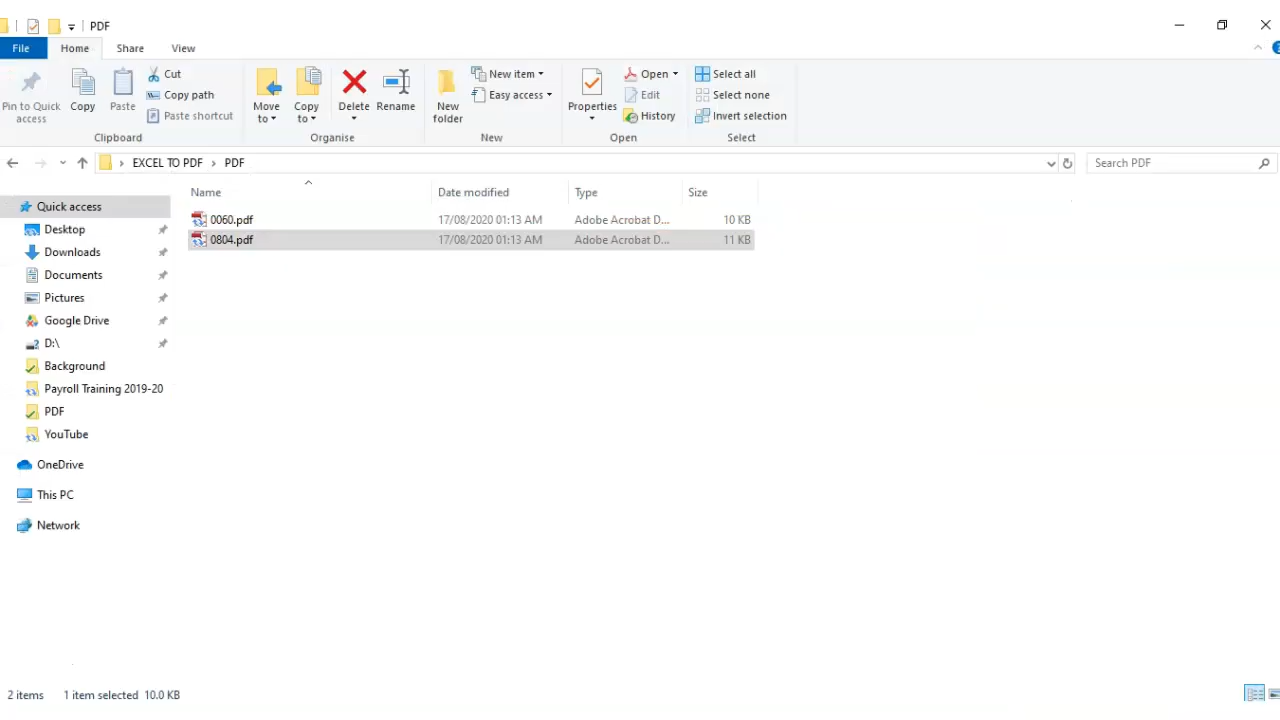 PDF
File Home Share View
Pin to Quick access
Copy
Paste
Cut
Copy path
Paste shortcut
Clipboard
Move to
Copy to
Delete
Rename
Organise
New folder
New item
Easy access
New
Properties
Open
Edit
History
Open
Select all
Select none
Invert selection
Select
EXCEL TO PDF > PDF
Search PDF
Name Date modified Type Size
0060.pdf 17/08/2020 01:13 AM Adobe Acrobat D... 10 KB
0804.pdf 17/08/2020 01:13 AM Adobe Acrobat D... 11 KB
Quick access
Desktop
Downloads
Documents
Pictures
Google Drive
D:\
Background
Payroll Training 2019-20
PDF
YouTube
OneDrive
This PC
Network
2 items 1 item selected 10.0 KB